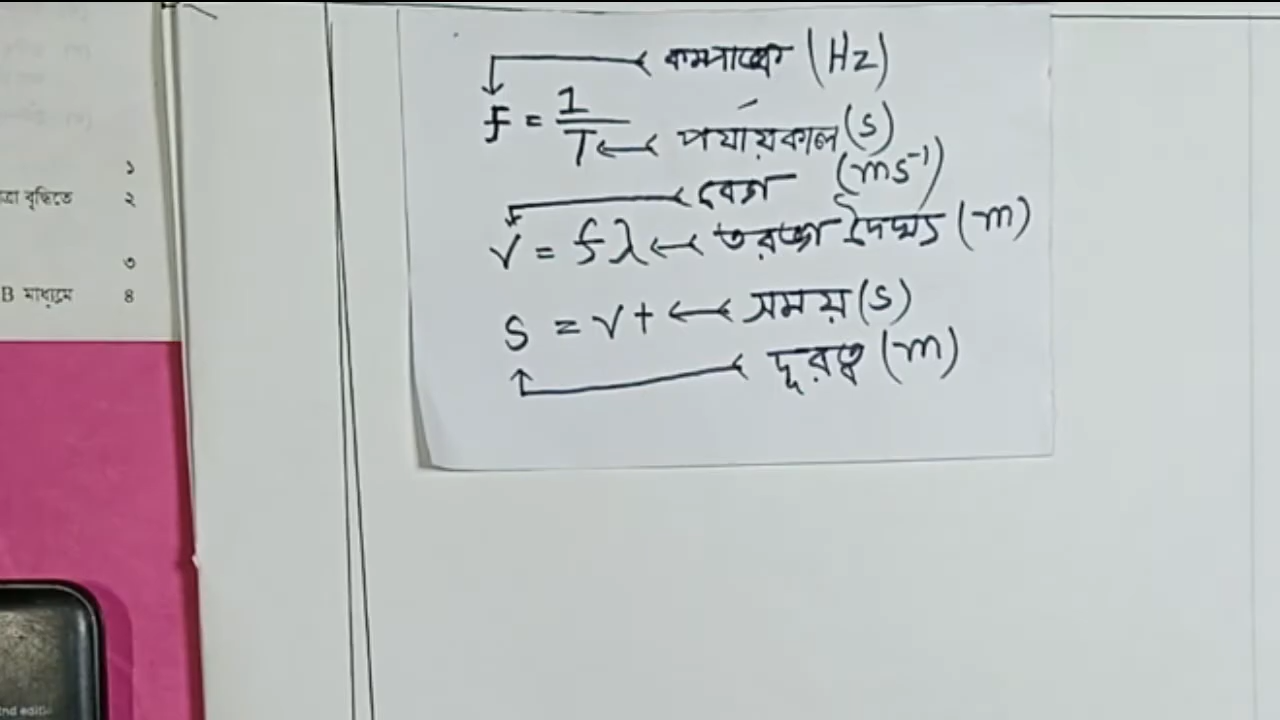 কম্পাঙ্ক (Hz)
f = 1/T ← পর্যায়কাল (s)
বেগ (ms⁻¹)
v = fλ ← তরঙ্গ দৈর্ঘ্য (m)
s = vt ← সময় (s)
দূরত্ব (m)
১
বৃদ্ধিতে ২
৩
B মাধ্যমে ৪